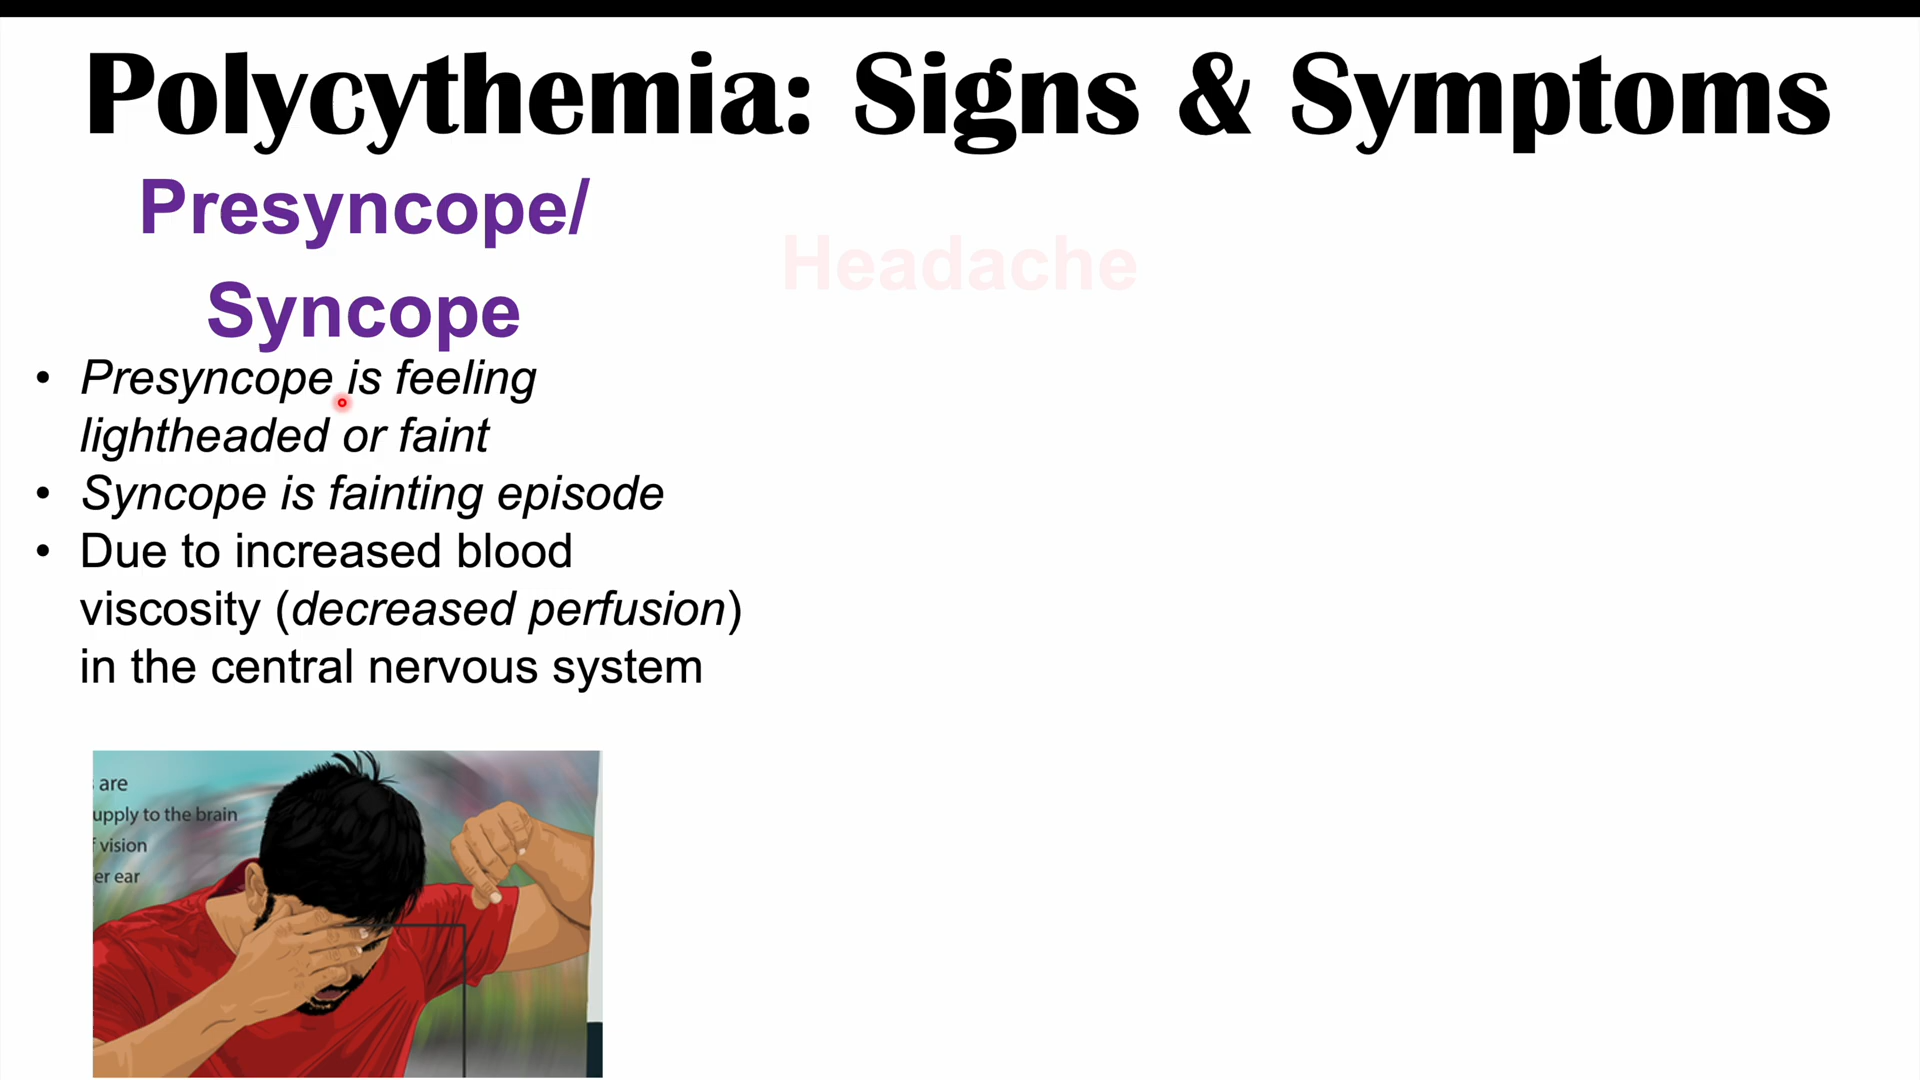 Polycythemia: Signs & Symptoms
Presyncope/
Syncope
Headache
• Presyncope is feeling
lightheaded or faint
• Syncope is fainting episode
• Due to increased blood
viscosity (decreased perfusion)
in the central nervous system
are
upply to the brain
vision
er ear